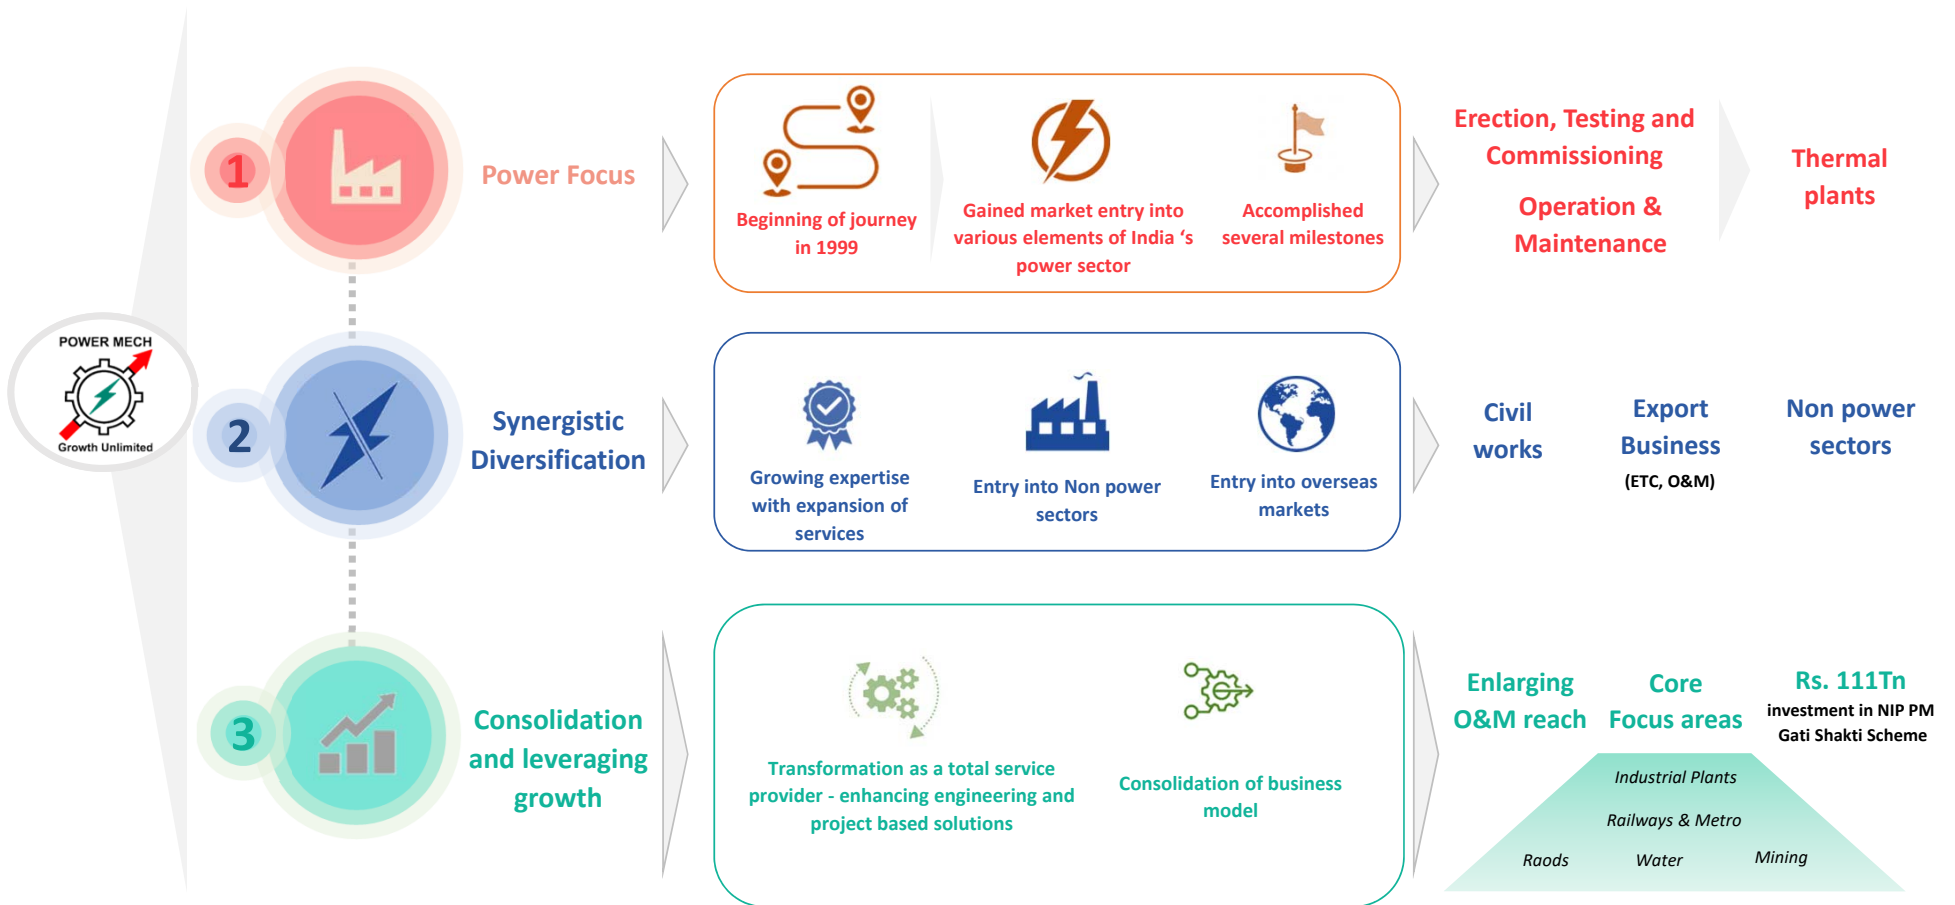 POWER MECH
Growth Unlimited
1
Power Focus
Beginning of journey
in 1999
Gained market entry into
various elements of India ‘s
power sector
Accomplished
several milestones
Erection, Testing and
Commissioning
Operation &
Maintenance
Thermal
plants
2
Synergistic
Diversification
Growing expertise
with expansion of
services
Entry into Non power
sectors
Entry into overseas
markets
Civil
works
Export
Business
(ETC, O&M)
Non power
sectors
3
Consolidation
and leveraging
growth
Transformation as a total service
provider - enhancing engineering and
project based solutions
Consolidation of business
model
Enlarging
O&M reach
Core
Focus areas
Rs. 111Tn
investment in NIP PM
Gati Shakti Scheme
Industrial Plants
Railways & Metro
Raods
Water
Mining